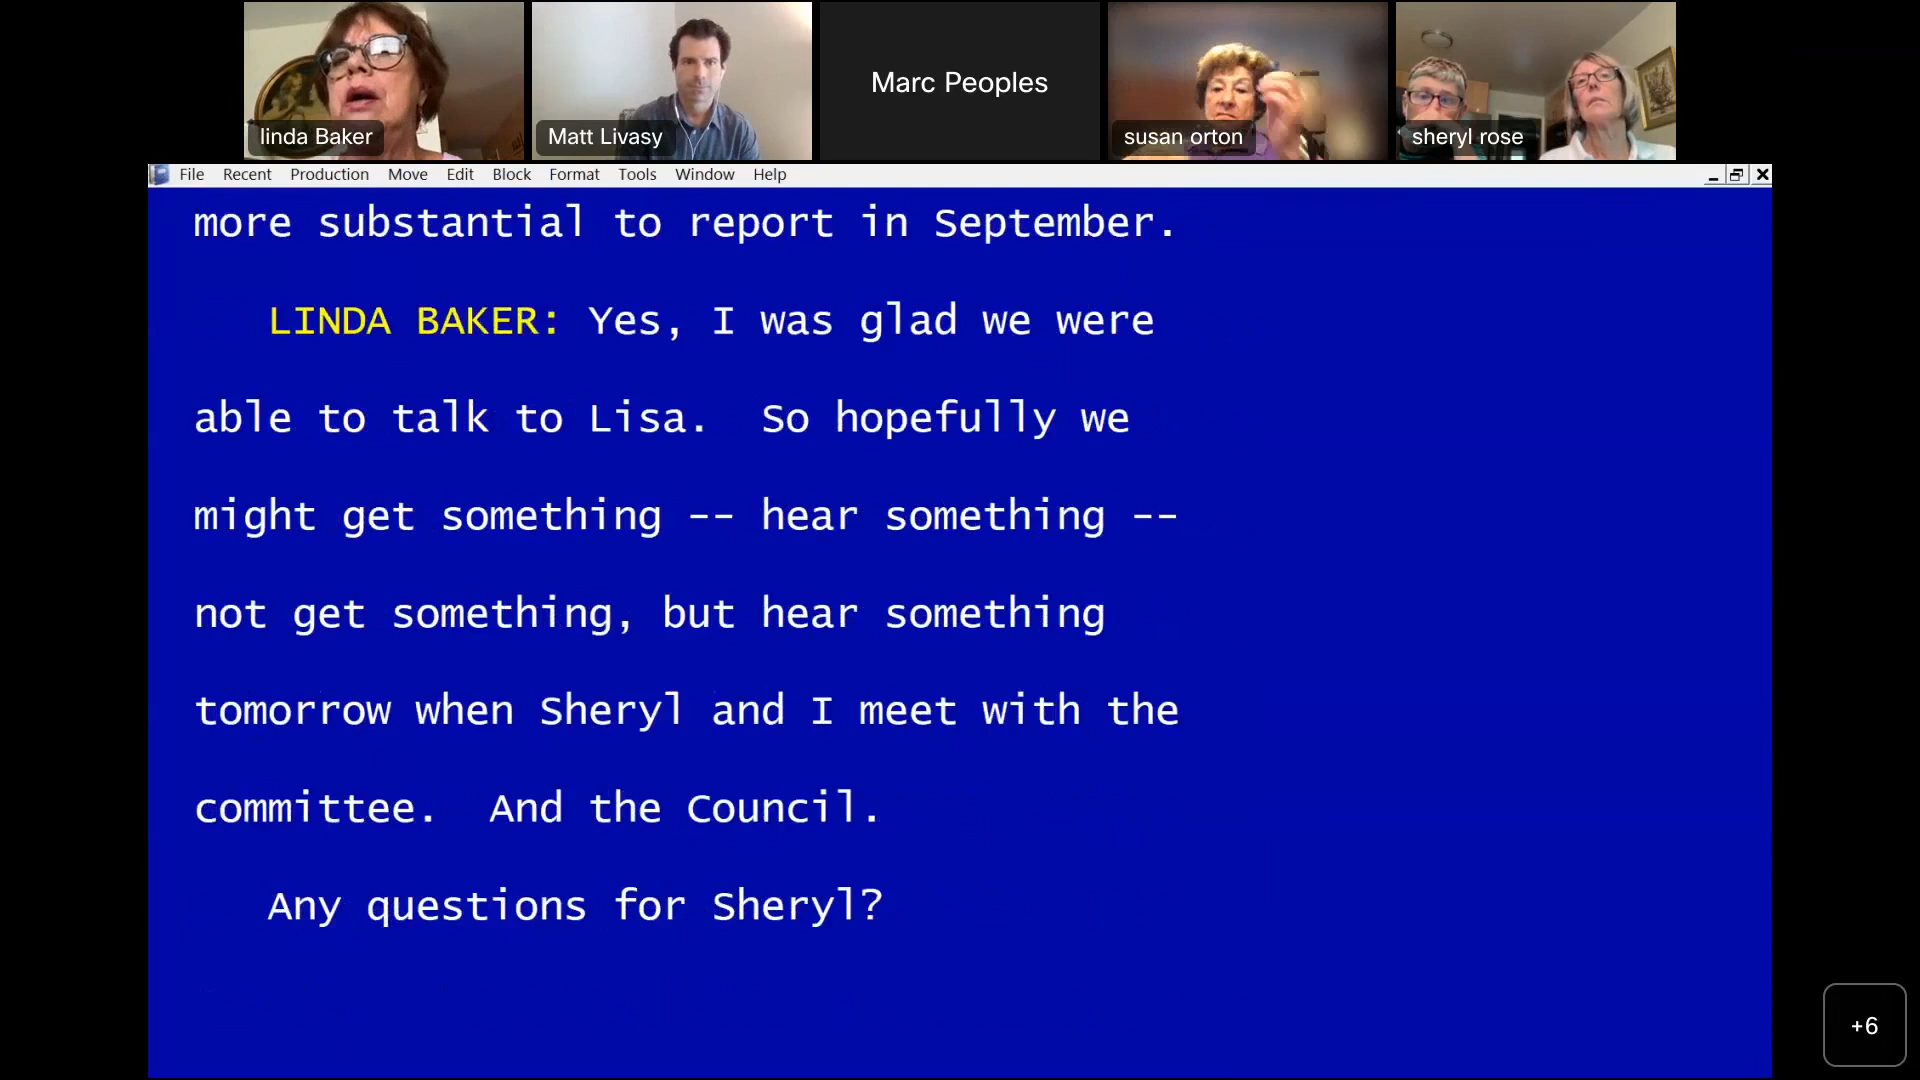 linda Baker
Matt Livasy
Marc Peoples
susan orton
sheryl rose
File Recent Production Move Edit Block Format Tools Window Help
more substantial to report in September.
LINDA BAKER: Yes, I was glad we were
able to talk to Lisa. So hopefully we
might get something -- hear something --
not get something, but hear something
tomorrow when Sheryl and I meet with the
committee. And the Council.
Any questions for Sheryl?
+6